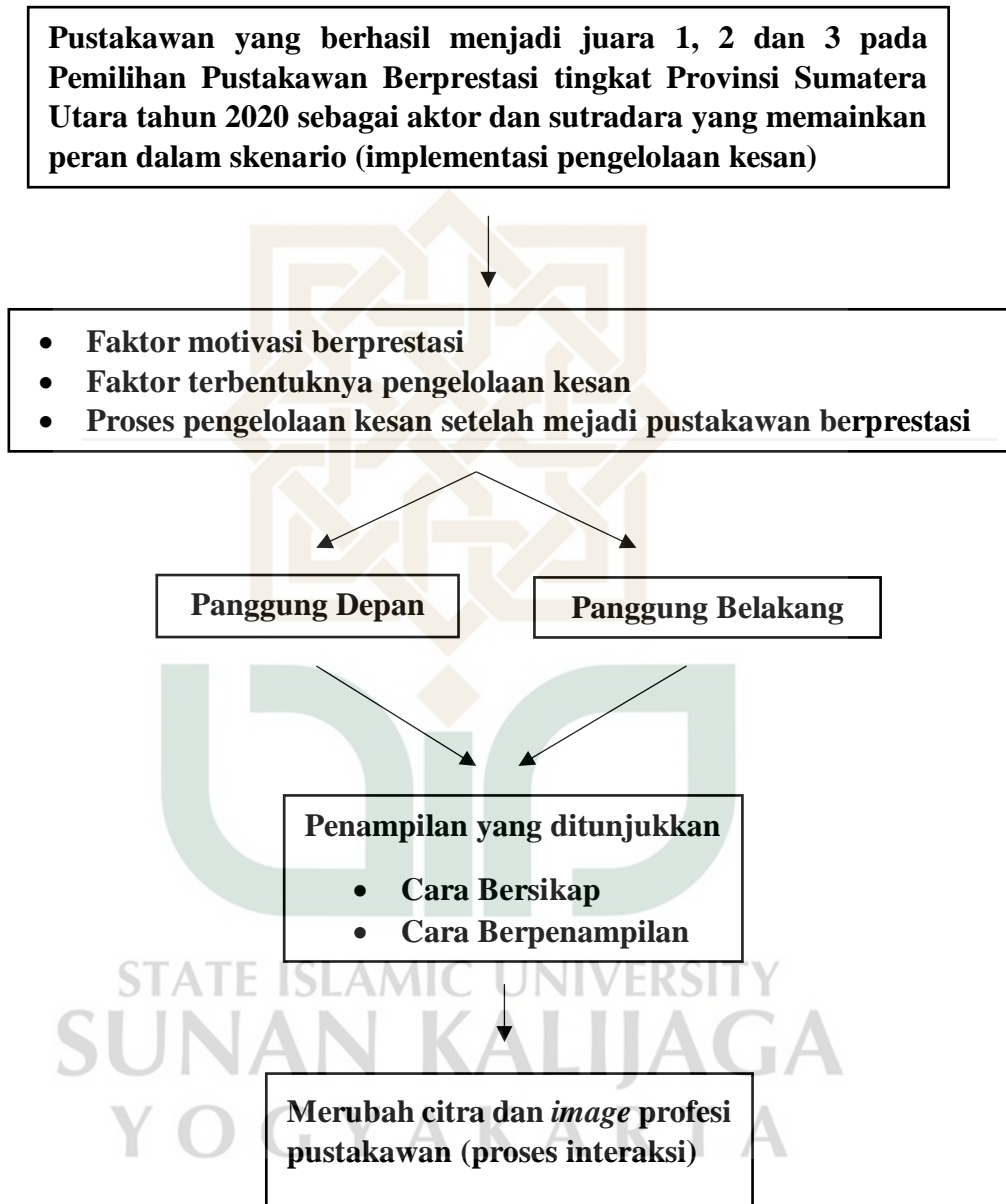 Pustakawan yang berhasil menjadi juara 1, 2 dan 3 pada
Pemilihan Pustakawan Berprestasi tingkat Provinsi Sumatera
Utara tahun 2020 sebagai aktor dan sutradara yang memainkan
peran dalam skenario (implementasi pengelolaan kesan)
• Faktor motivasi berprestasi
• Faktor terbentuknya pengelolaan kesan
• Proses pengelolaan kesan setelah mejadi pustakawan berprestasi
Panggung Depan
Panggung Belakang
Penampilan yang ditunjukkan
• Cara Bersikap
• Cara Berpenampilan
STATE ISLAMIC UNIVERSITY
SUNAN KALIJAGA
YOGYAKARTA
Merubah citra dan image profesi
pustakawan (proses interaksi)